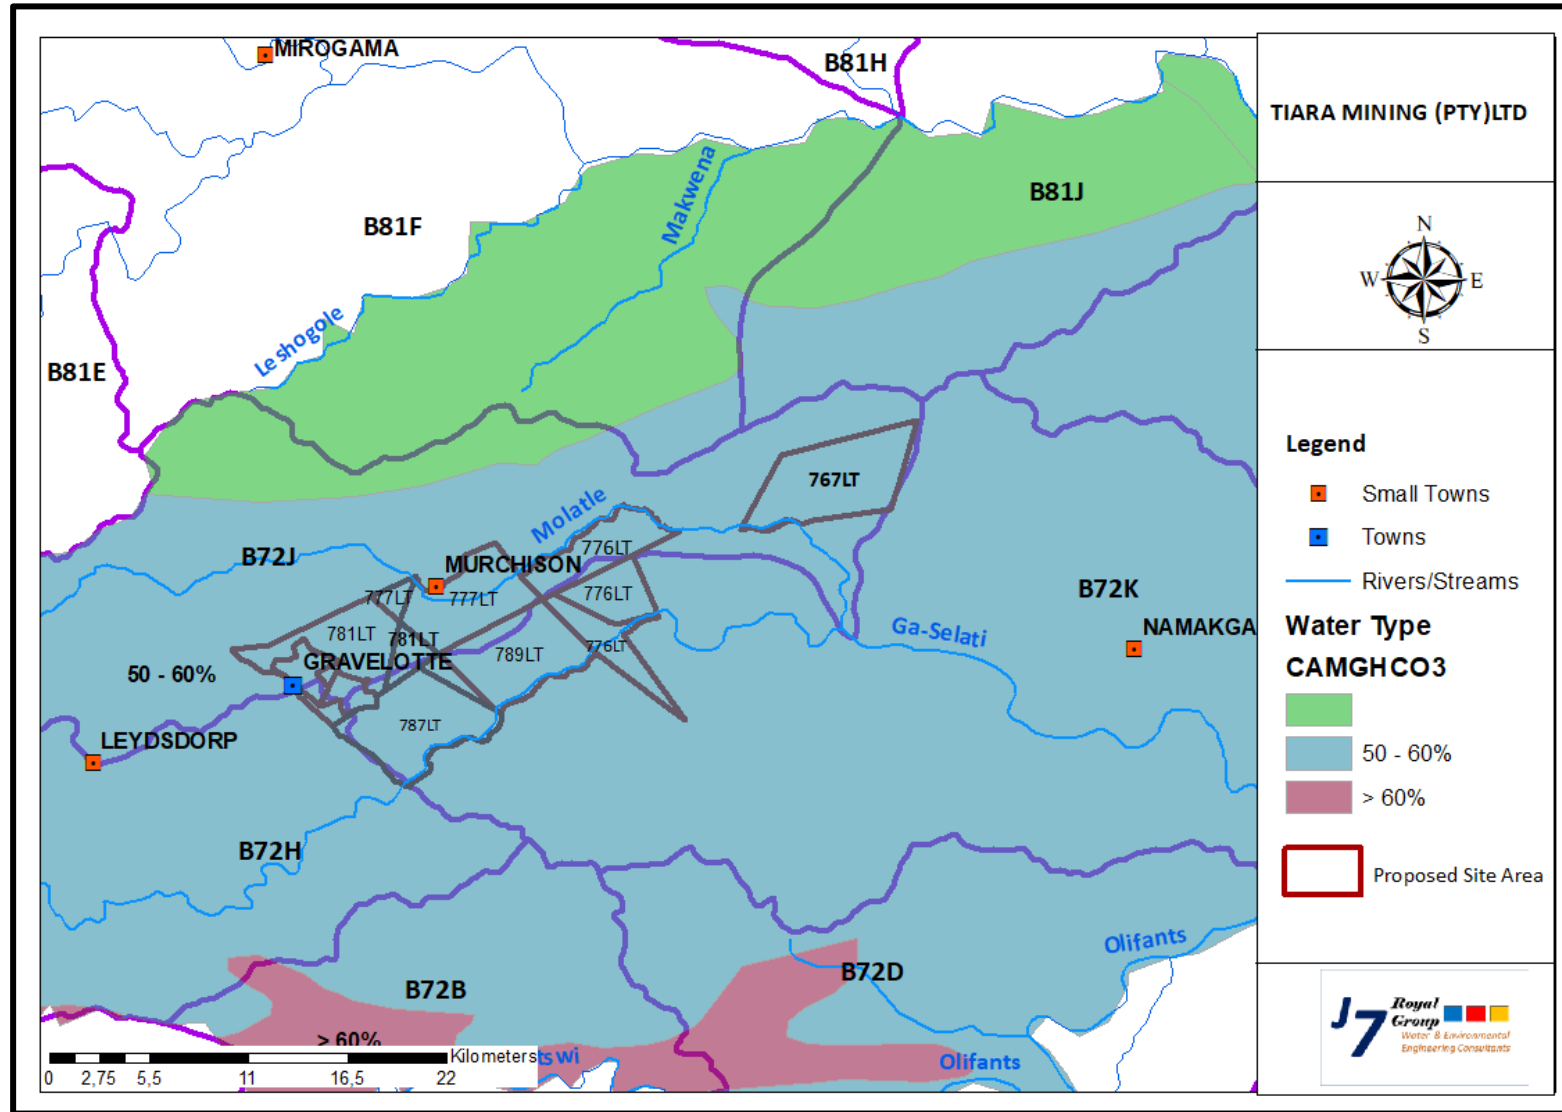 MIROGAMA
B81H
TIARA MINING (PTY)LTD
Makwena
B81J
B81F
N
W E
S
Leshogole
B81E
767LT
Legend
Small Towns
Towns
Rivers/Streams
Water Type
CAMGHCO3
50 - 60%
> 60%
Proposed Site Area
Molatle
B72J
MURCHISON
776LT
777LT
777LT
776LT
B72K
NAMAKGA
Ga-Selati
781LT
781LT
789LT
776LT
GRAVELOTTE
50 - 60%
787LT
LEYDSDORP
B72H
Olifants
B72D
B72B
> 60%
Kilometers
tswi
Olifants
0 2,75 5,5 11 16,5 22
J7
Royal
Group
Water & Environmental
Engineering Consultants